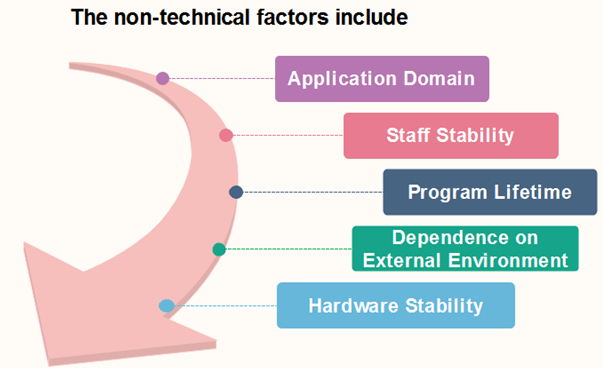 The non-technical factors include
Application Domain
Staff Stability
Program Lifetime
Dependence on
External Environment
Hardware Stability